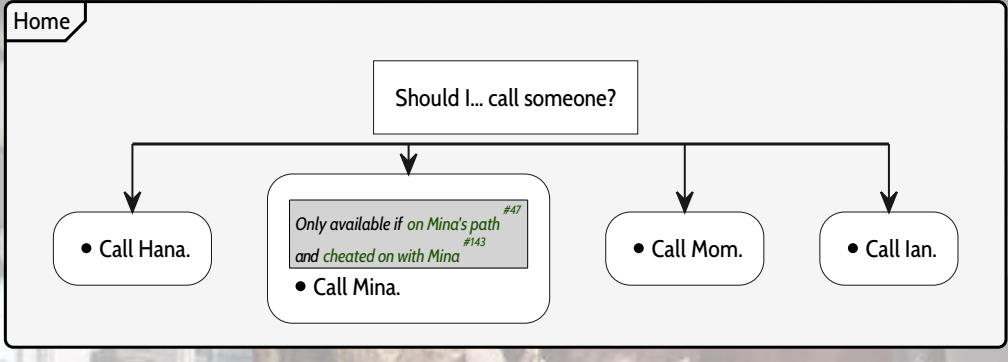 Home
Should I... call someone?
• Call Hana.
Only available if on Mina's path #47
and cheated on with Mina #143
• Call Mina.
• Call Mom.
• Call Ian.